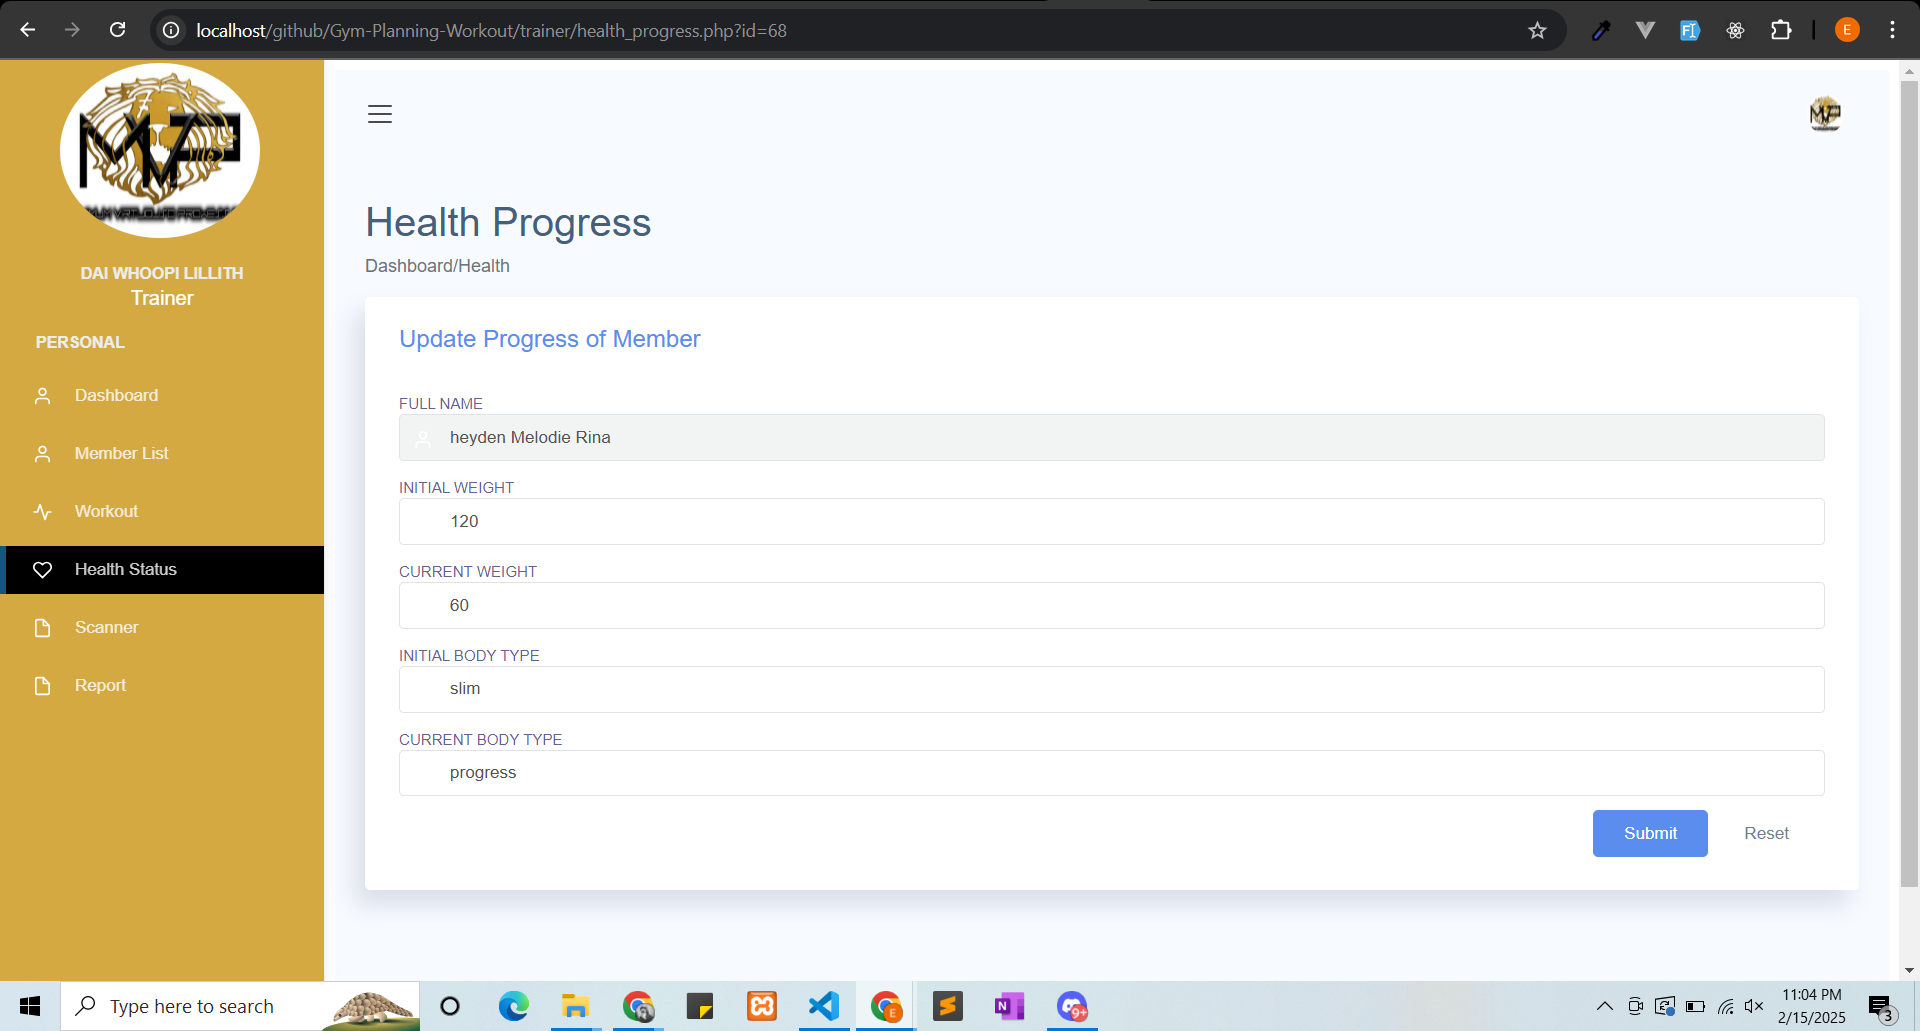 localhost/github/Gym-Planning-Workout/trainer/health_progress.php?id=68
E
MVP
DAI WHOOPI LILLITH
Trainer
PERSONAL
Dashboard
Member List
Workout
Health Status
Scanner
Report
Health Progress
Dashboard/Health
Update Progress of Member
FULL NAME
heyden Melodie Rina
INITIAL WEIGHT
120
CURRENT WEIGHT
60
INITIAL BODY TYPE
slim
CURRENT BODY TYPE
progress
Submit
Reset
Type here to search
11:04 PM
2/15/2025
9+
3